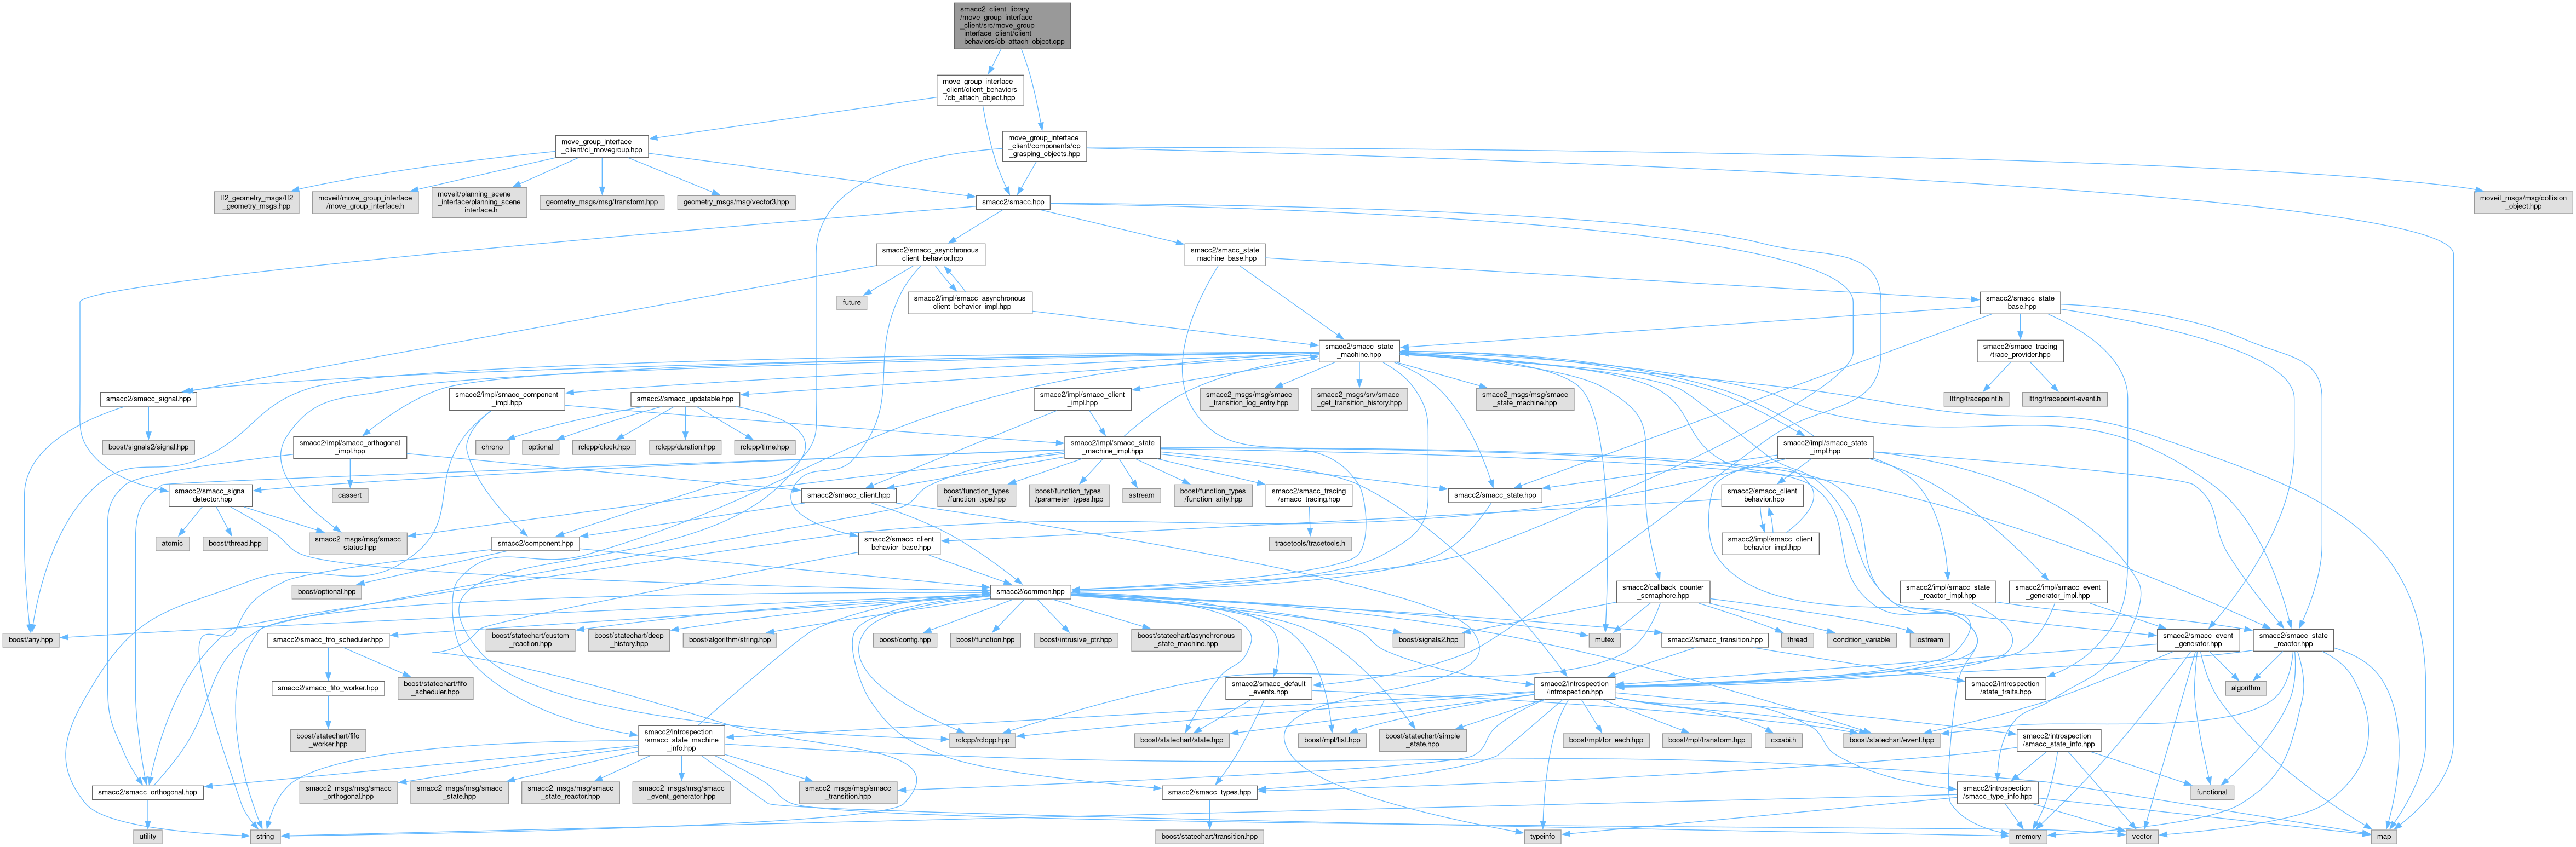 smacc2_client_library
/move_group_interface
_client/src/move_group
_interface_client/client
_behaviors/cb_attach_object.cpp
move_group_interface
_client/client_behaviors
/cb_attach_object.hpp
move_group_interface
_client/cl_movegroup.hpp
move_group_interface
_client/components/cp
_grasping_objects.hpp
tf2_geometry_msgs/tf2
_geometry_msgs.hpp
moveit/move_group_interface
/move_group_interface.h
moveit/planning_scene
_interface/planning_scene
_interface.h
geometry_msgs/msg/transform.hpp
geometry_msgs/msg/vector3.hpp
smacc2/smacc.hpp
moveit_msgs/msg/collision
_object.hpp
smacc2/smacc_asynchronous
_client_behavior.hpp
smacc2/smacc_state
_machine_base.hpp
future
smacc2/impl/smacc_asynchronous
_client_behavior_impl.hpp
smacc2/smacc_state
_base.hpp
smacc2/smacc_state
_machine.hpp
smacc2/smacc_tracing
/trace_provider.hpp
smacc2/smacc_signal.hpp
smacc2/impl/smacc_component
_impl.hpp
smacc2/smacc_updatable.hpp
smacc2/impl/smacc_client
_impl.hpp
smacc2_msgs/msg/smacc
_transition_log_entry.hpp
smacc2_msgs/srv/smacc
_get_transition_history.hpp
smacc2_msgs/msg/smacc
_state_machine.hpp
lttng/tracepoint.h
lttng/tracepoint-event.h
boost/signals2/signal.hpp
smacc2/impl/smacc_orthogonal
_impl.hpp
chrono
optional
rclcpp/clock.hpp
rclcpp/duration.hpp
rclcpp/time.hpp
smacc2/impl/smacc_state
_machine_impl.hpp
smacc2/impl/smacc_state
_impl.hpp
smacc2/smacc_signal
_detector.hpp
cassert
smacc2/smacc_client.hpp
boost/function_types
/function_type.hpp
boost/function_types
/parameter_types.hpp
sstream
boost/function_types
/function_arity.hpp
smacc2/smacc_tracing
/smacc_tracing.hpp
smacc2/smacc_state.hpp
smacc2/smacc_client
_behavior.hpp
atomic
boost/thread.hpp
smacc2_msgs/msg/smacc
_status.hpp
smacc2/component.hpp
smacc2/smacc_client
_behavior_base.hpp
tracetools/tracetools.h
smacc2/impl/smacc_client
_behavior_impl.hpp
boost/optional.hpp
smacc2/common.hpp
smacc2/callback_counter
_semaphore.hpp
smacc2/impl/smacc_state
_reactor_impl.hpp
smacc2/impl/smacc_event
_generator_impl.hpp
boost/any.hpp
smacc2/smacc_fifo_scheduler.hpp
boost/statechart/custom
_reaction.hpp
boost/statechart/deep
_history.hpp
boost/algorithm/string.hpp
boost/config.hpp
boost/function.hpp
boost/intrusive_ptr.hpp
boost/statechart/asynchronous
_state_machine.hpp
boost/signals2.hpp
mutex
smacc2/smacc_transition.hpp
thread
condition_variable
iostream
smacc2/smacc_event
_generator.hpp
smacc2/smacc_state
_reactor.hpp
smacc2/smacc_fifo_worker.hpp
boost/statechart/fifo
_scheduler.hpp
smacc2/smacc_default
_events.hpp
smacc2/introspection
/introspection.hpp
smacc2/introspection
/state_traits.hpp
algorithm
boost/statechart/fifo
_worker.hpp
smacc2/introspection
/smacc_state_machine
_info.hpp
rclcpp/rclcpp.hpp
boost/statechart/state.hpp
boost/mpl/list.hpp
boost/statechart/simple
_state.hpp
boost/mpl/for_each.hpp
boost/mpl/transform.hpp
cxxabi.h
boost/statechart/event.hpp
smacc2/introspection
/smacc_state_info.hpp
smacc2/smacc_orthogonal.hpp
smacc2_msgs/msg/smacc
_orthogonal.hpp
smacc2_msgs/msg/smacc
_state.hpp
smacc2_msgs/msg/smacc
_state_reactor.hpp
smacc2_msgs/msg/smacc
_event_generator.hpp
smacc2_msgs/msg/smacc
_transition.hpp
smacc2/smacc_types.hpp
smacc2/introspection
/smacc_type_info.hpp
functional
utility
string
boost/statechart/transition.hpp
typeinfo
memory
vector
map